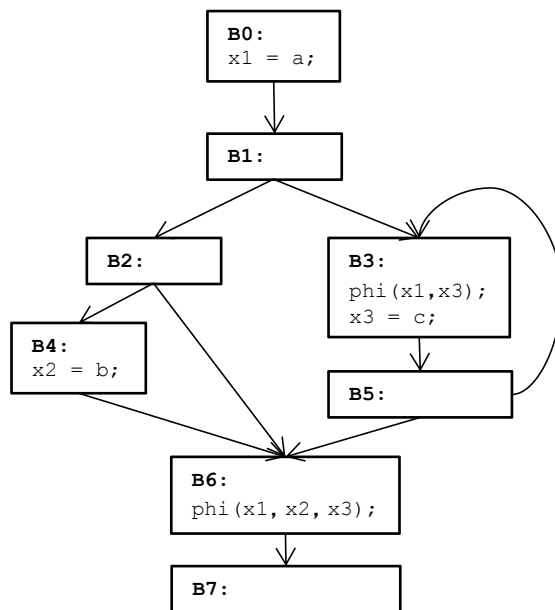 B0:
x1 = a;
B1:
B2:
B3:
phi(x1,x3);
x3 = c;
B4:
x2 = b;
B5:
B6:
phi(x1, x2, x3);
B7: